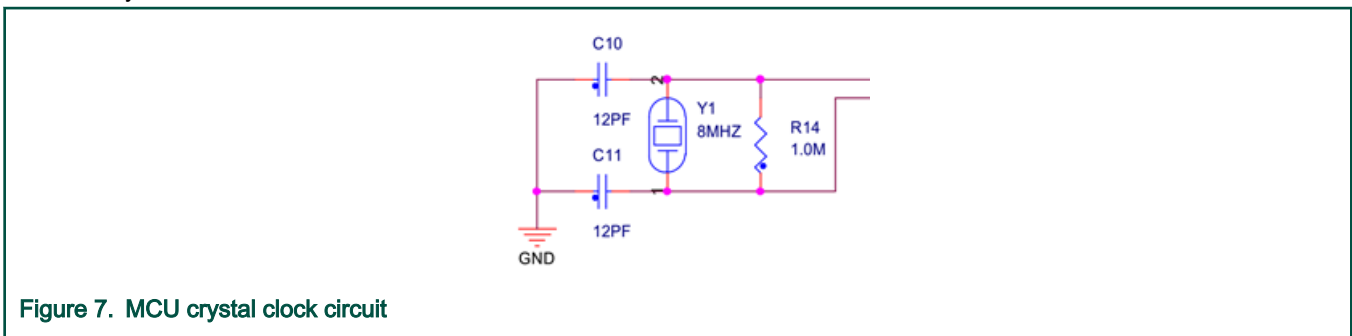 C10
2
12PF
Y1
8MHZ
R14
1.0M
C11
1
12PF
GND
Figure 7. MCU crystal clock circuit